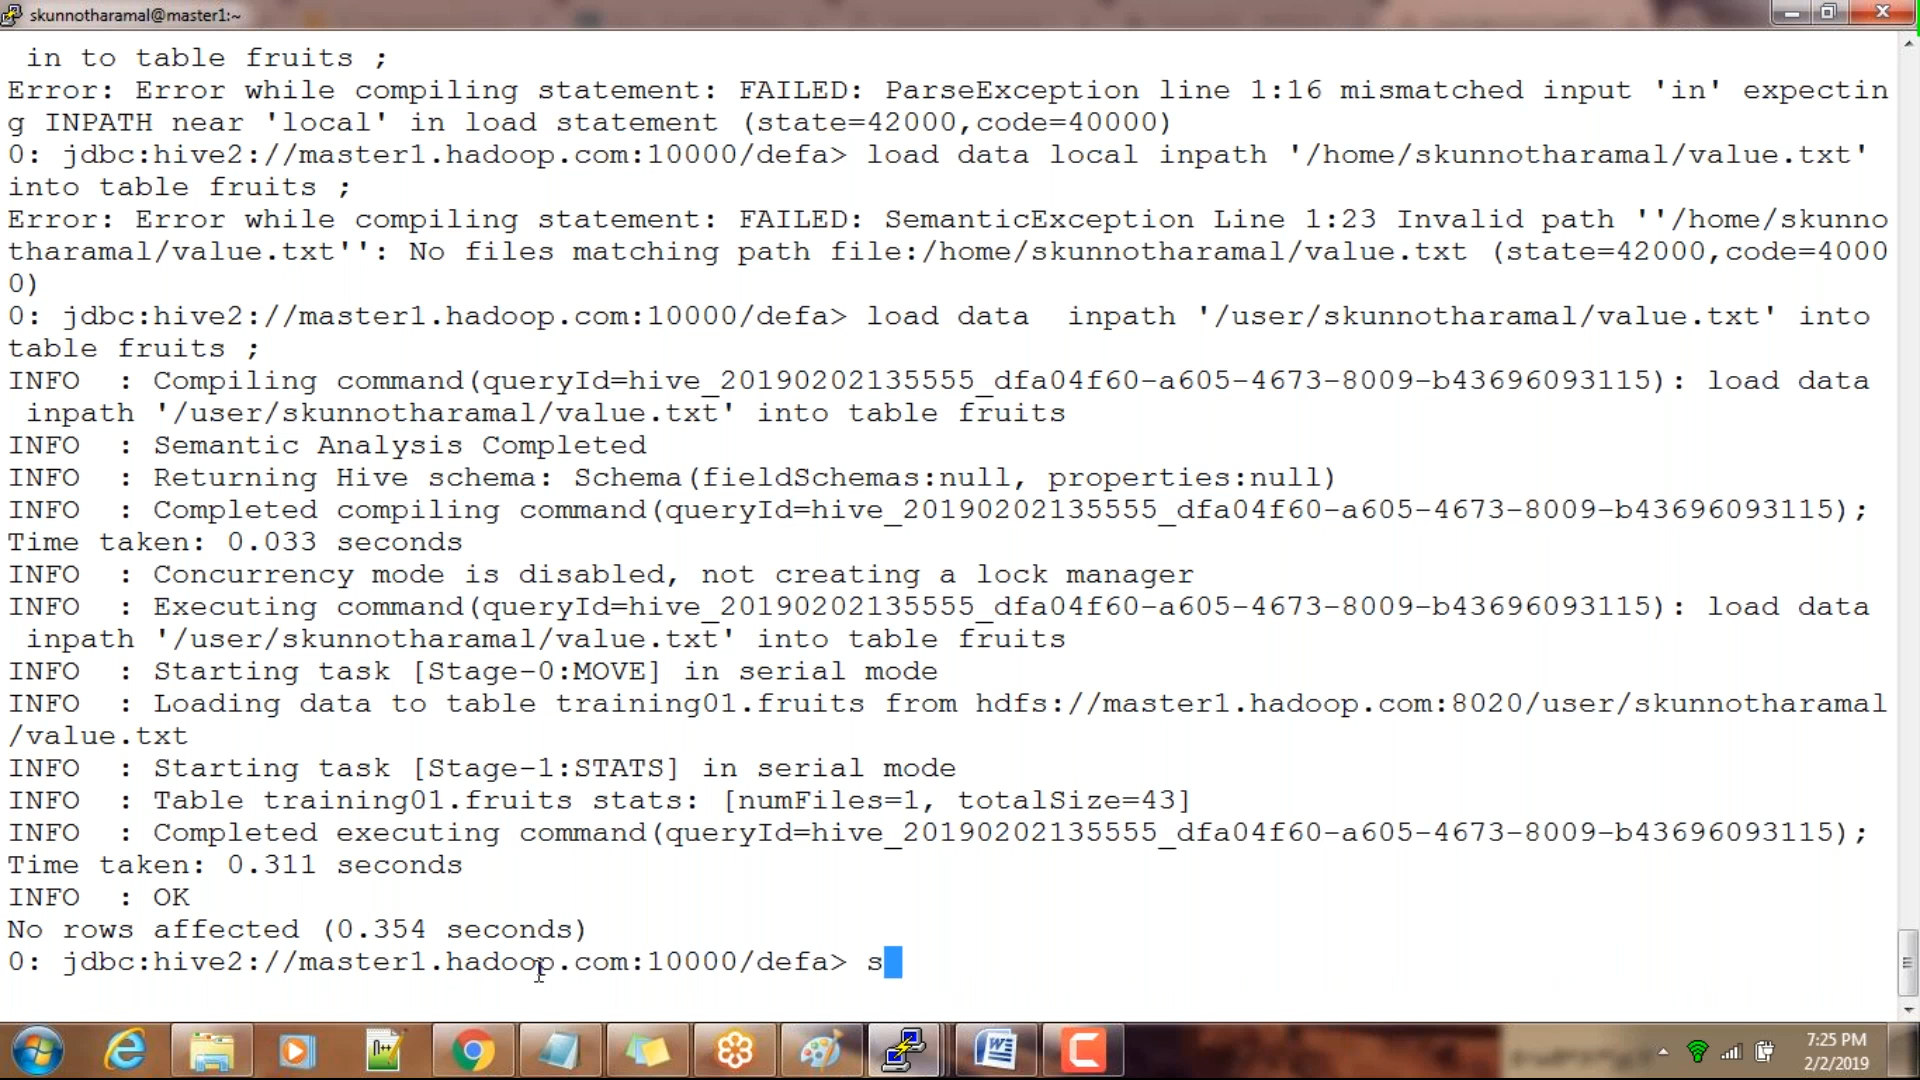 skunnotharamal@master1:~
 in to table fruits ;
Error: Error while compiling statement: FAILED: ParseException line 1:16 mismatched input 'in' expectin
g INPATH near 'local' in load statement (state=42000,code=40000)
0: jdbc:hive2://master1.hadoop.com:10000/defa> load data local inpath '/home/skunnotharamal/value.txt'
into table fruits ;
Error: Error while compiling statement: FAILED: SemanticException Line 1:23 Invalid path ''/home/skunno
tharamal/value.txt'': No files matching path file:/home/skunnotharamal/value.txt (state=42000,code=4000
0)
0: jdbc:hive2://master1.hadoop.com:10000/defa> load data  inpath '/user/skunnotharamal/value.txt' into
table fruits ;
INFO  : Compiling command(queryId=hive_20190202135555_dfa04f60-a605-4673-8009-b43696093115): load data
 inpath '/user/skunnotharamal/value.txt' into table fruits
INFO  : Semantic Analysis Completed
INFO  : Returning Hive schema: Schema(fieldSchemas:null, properties:null)
INFO  : Completed compiling command(queryId=hive_20190202135555_dfa04f60-a605-4673-8009-b43696093115);
Time taken: 0.033 seconds
INFO  : Concurrency mode is disabled, not creating a lock manager
INFO  : Executing command(queryId=hive_20190202135555_dfa04f60-a605-4673-8009-b43696093115): load data
 inpath '/user/skunnotharamal/value.txt' into table fruits
INFO  : Starting task [Stage-0:MOVE] in serial mode
INFO  : Loading data to table training01.fruits from hdfs://master1.hadoop.com:8020/user/skunnotharamal
/value.txt
INFO  : Starting task [Stage-1:STATS] in serial mode
INFO  : Table training01.fruits stats: [numFiles=1, totalSize=43]
INFO  : Completed executing command(queryId=hive_20190202135555_dfa04f60-a605-4673-8009-b43696093115);
Time taken: 0.311 seconds
INFO  : OK
No rows affected (0.354 seconds)
0: jdbc:hive2://master1.hadoop.com:10000/defa> s
7:25 PM
2/2/2019